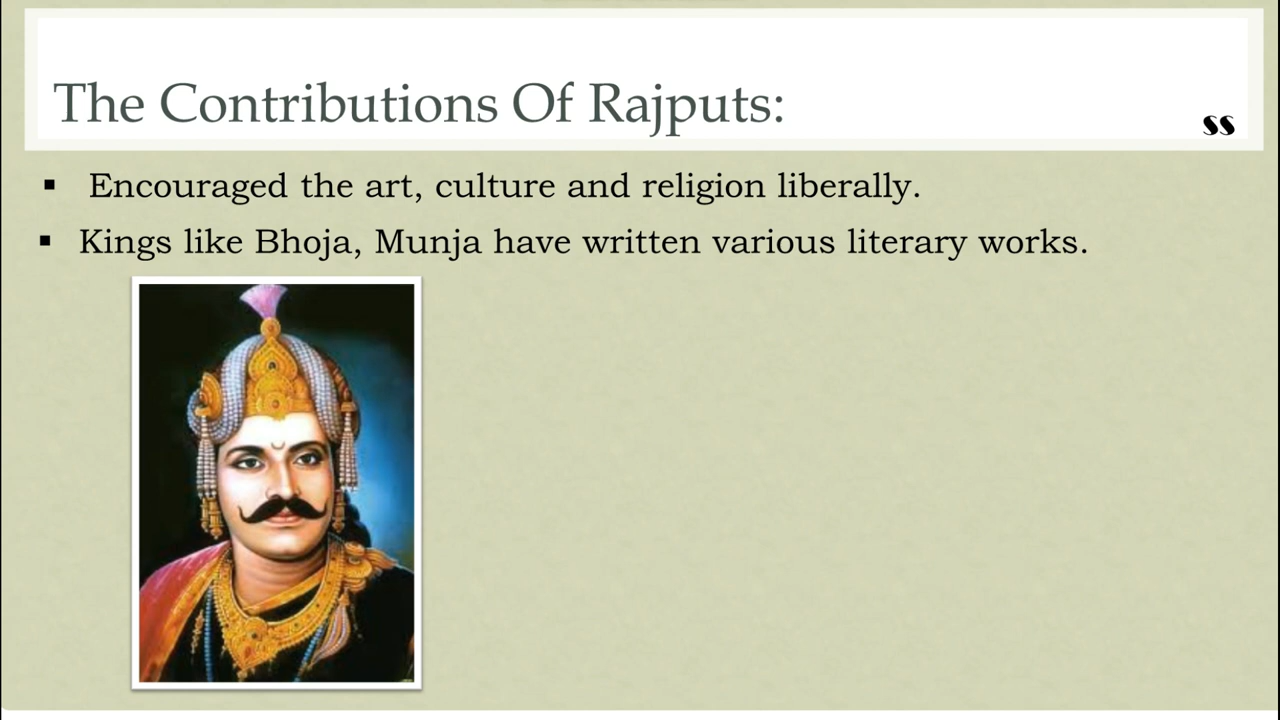 The Contributions Of Rajputs:
SS
▪ Encouraged the art, culture and religion liberally.
▪ Kings like Bhoja, Munja have written various literary works.